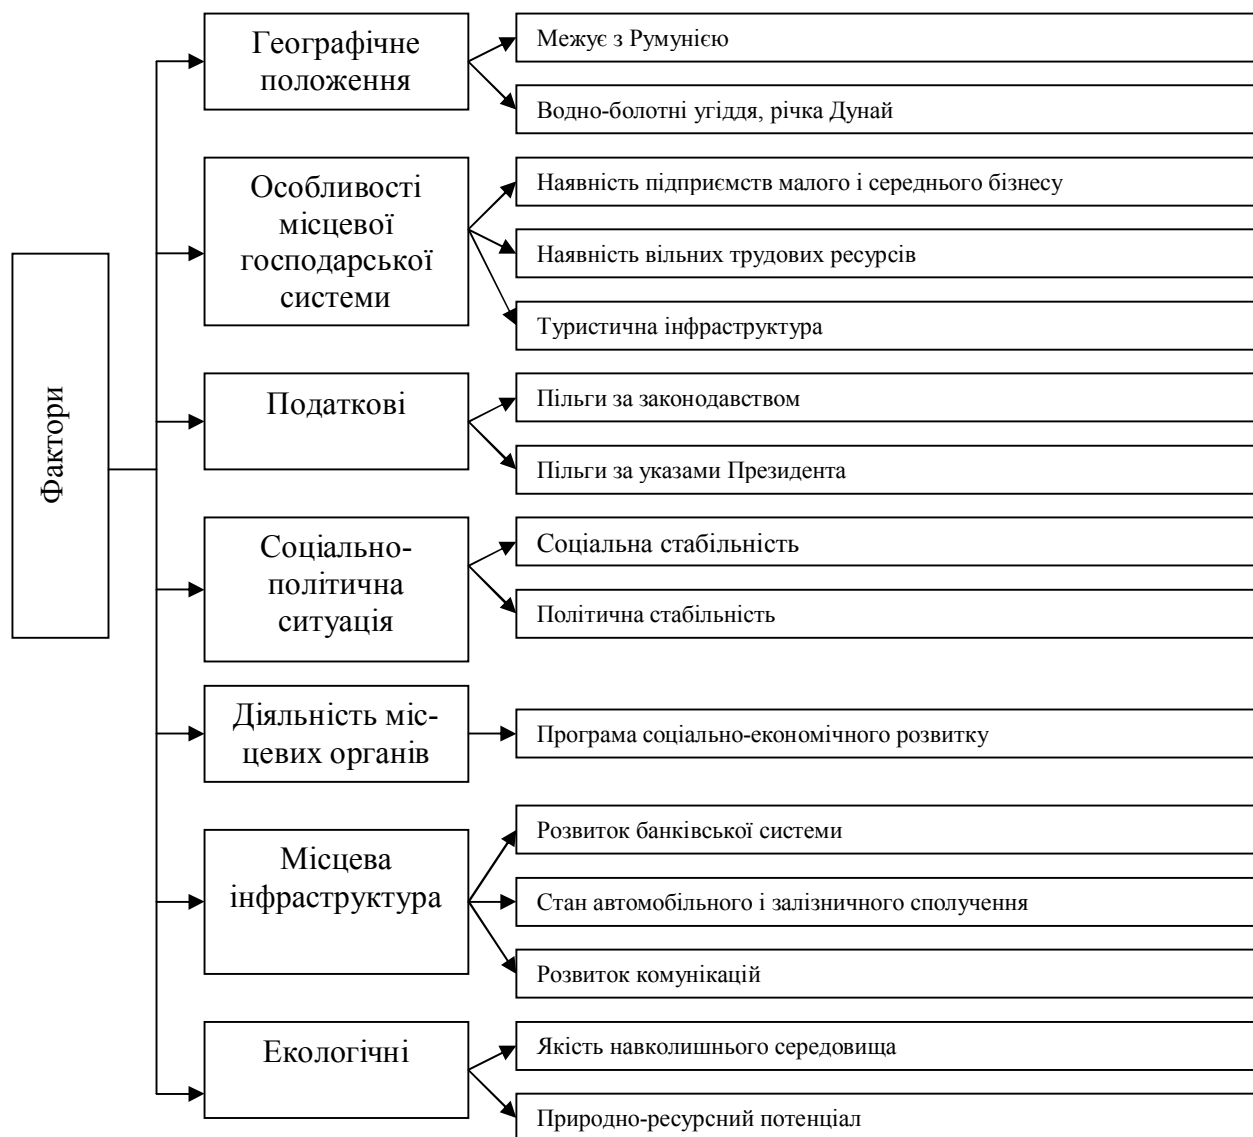 Фактори
Географічне
положення
Межує з Румунією
Водно-болотні угіддя, річка Дунай
Особливості
місцевої
господарської
системи
Наявність підприємств малого і середнього бізнесу
Наявність вільних трудових ресурсів
Туристична інфраструктура
Податкові
Пільги за законодавством
Пільги за указами Президента
Соціально-
політична
ситуація
Соціальна стабільність
Політична стабільність
Діяльність міс-
цевих органів
Програма соціально-економічного розвитку
Місцева
інфраструктура
Розвиток банківської системи
Стан автомобільного і залізничного сполучення
Розвиток комунікацій
Екологічні
Якість навколишнього середовища
Природно-ресурсний потенціал